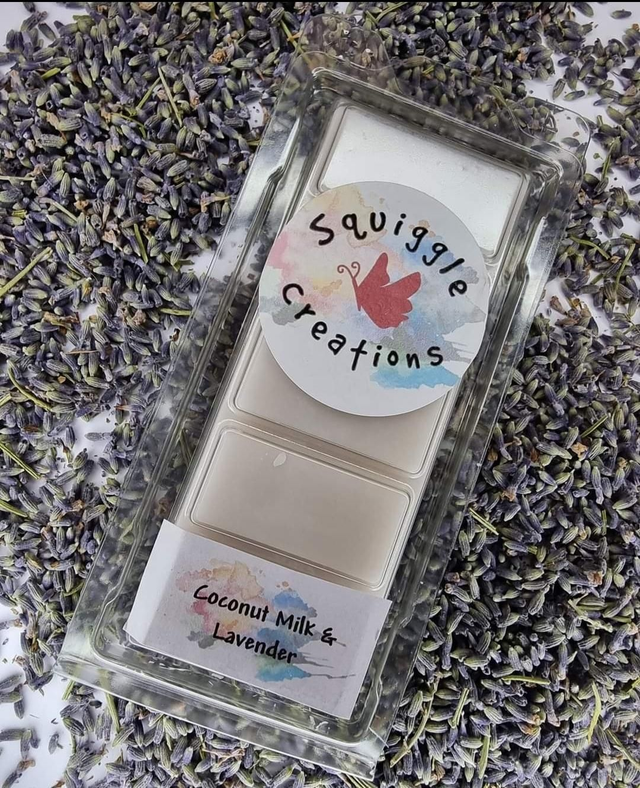 Squiggle
Creations
Coconut Milk &
Lavender